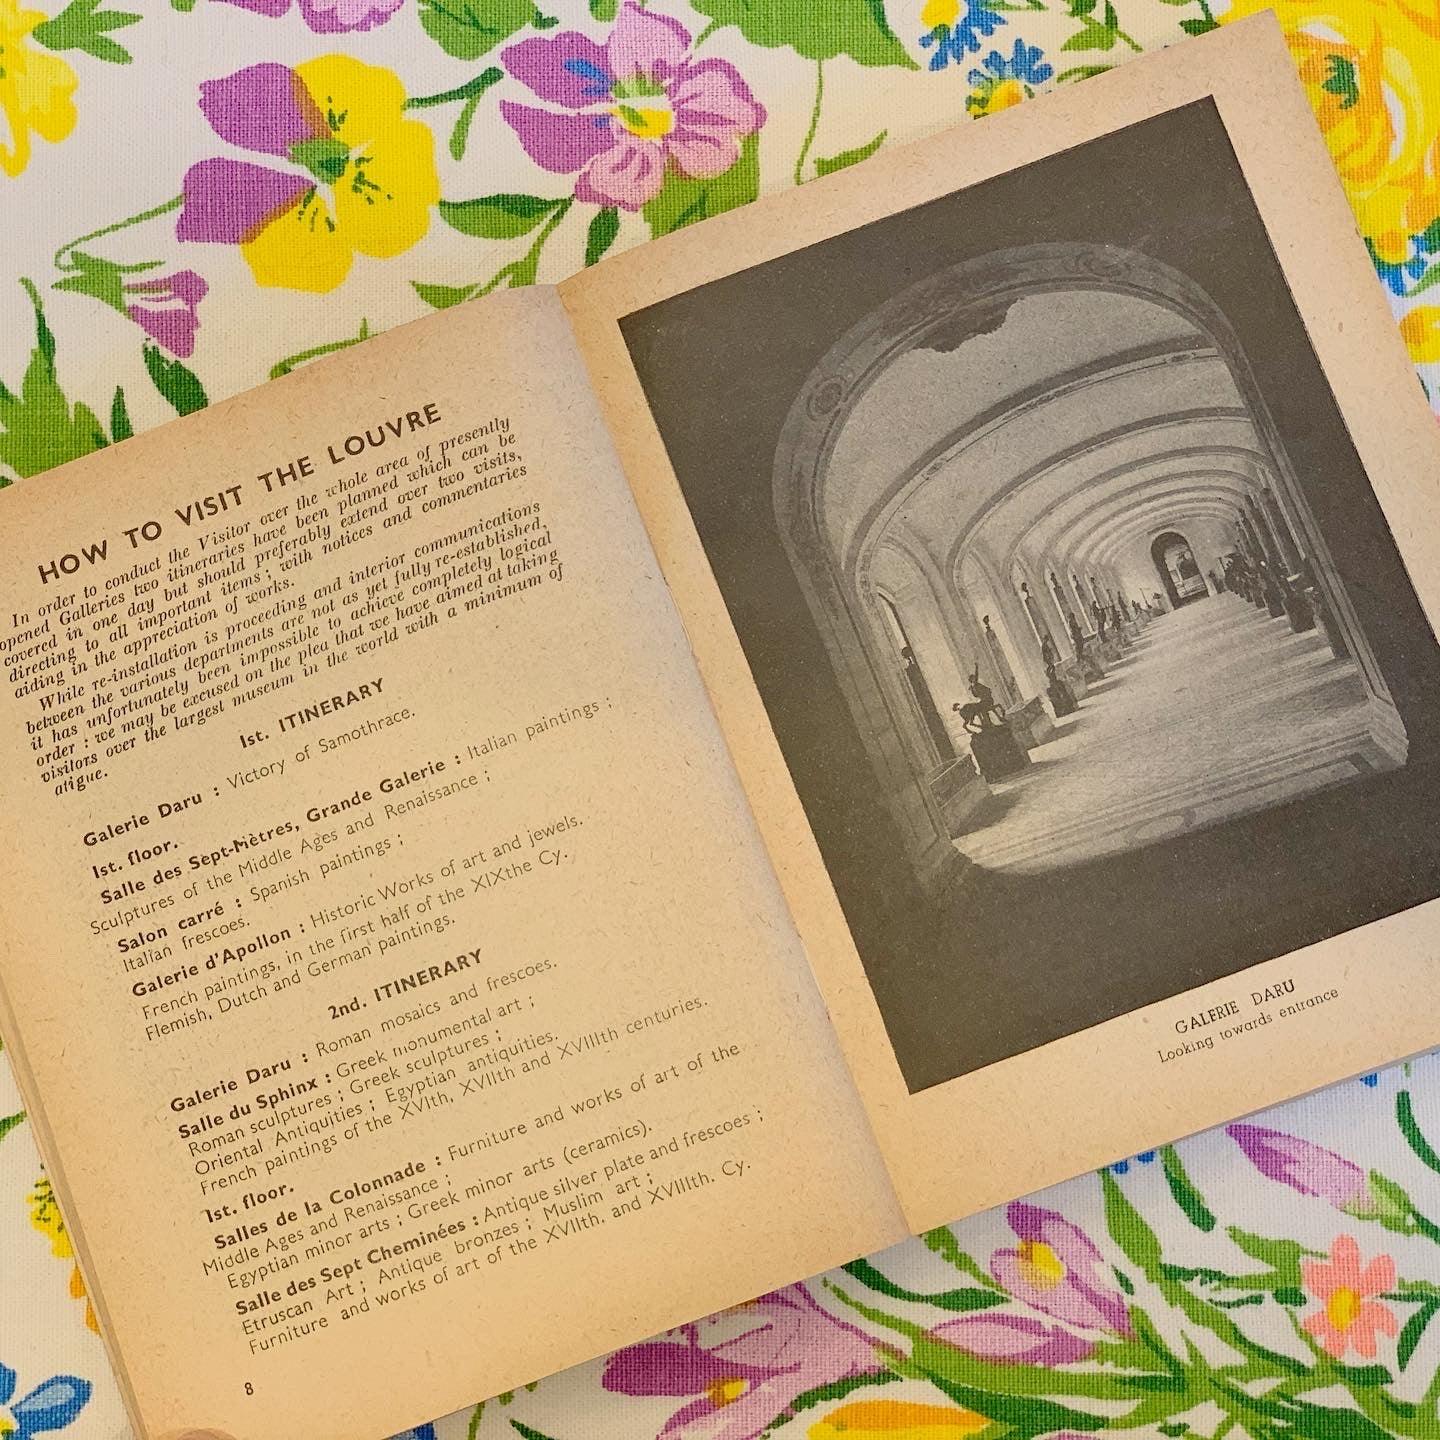 HOW TO VISIT THE LOUVRE
In order to conduct the Visitor over the whole area of presently
opened Galleries two itineraries have been planned which can be
covered in one day but should preferably extend over two visits,
directing to all important items ; with notices and commentaries
aiding in the appreciation of works.
While re-installation is proceeding and interior communications
between the various departments are not as yet fully re-established,
it has unfortunately been impossible to achieve completely logical
order : we may be excused on the plea that we have aimed at taking
visitors over the largest museum in the world with a minimum of
atigue.
1st. ITINERARY
Galerie Daru : Victory of Samothrace.
1st. floor.
Salle des Sept-Mètres, Grande Galerie : Italian paintings ;
Sculptures of the Middle Ages and Renaissance ;
Salon carré : Spanish paintings ;
Italian frescoes.
Galerie d'Apollon : Historic Works of art and jewels.
French paintings, in the first half of the XIXthe Cy.
Flemish, Dutch and German paintings.
2nd. ITINERARY
Galerie Daru : Roman mosaics and frescoes.
Salle du Sphinx : Greek monumental art ;
Roman sculptures ; Greek sculptures ;
Oriental Antiquities ; Egyptian antiquities.
French paintings of the XVIth, XVIIth and XVIIIth centuries.
1st. floor.
Salles de la Colonnade : Furniture and works of art of the
Middle Ages and Renaissance ;
Egyptian minor arts ; Greek minor arts (ceramics).
Salle des Sept Cheminées : Antique silver plate and frescoes ;
Etruscan Art ; Antique bronzes ; Muslim art ;
Furniture and works of art of the XVIIth. and XVIIIth. Cy.
8
GALERIE DARU
Looking towards entrance